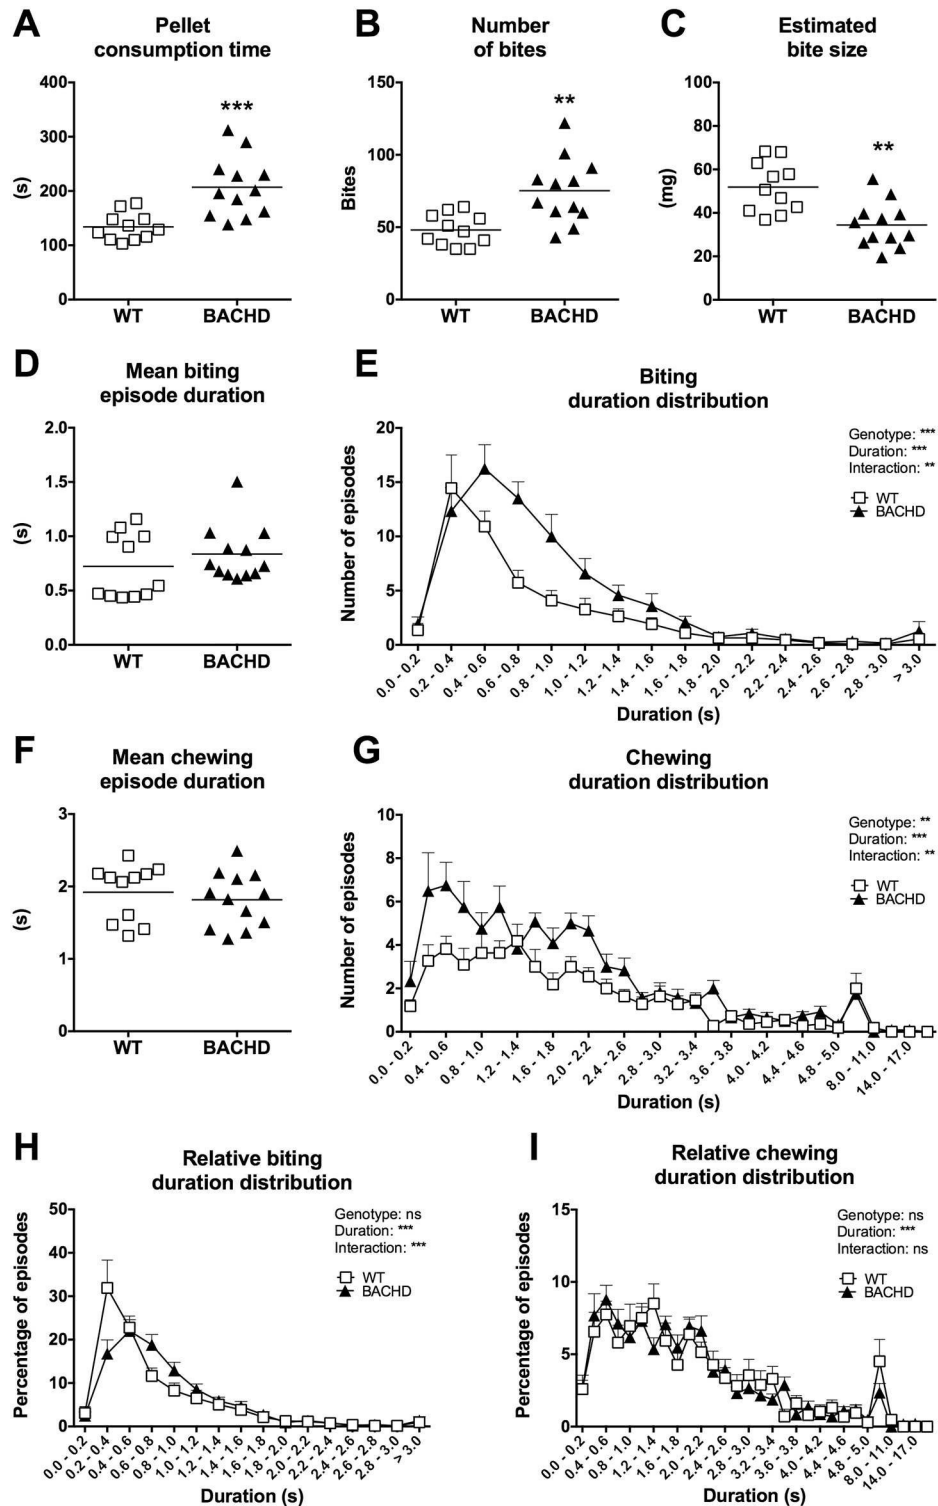 A
Pellet
consumption time
400
300
200
100
0
(s)
***
WT
BACHD
B
Number
of bites
150
100
50
0
Bites
**
WT
BACHD
C
Estimated
bite size
100
80
60
40
20
0
(mg)
**
WT
BACHD
D
Mean biting
episode duration
2.0
1.5
1.0
0.5
0.0
(s)
WT
BACHD
E
Biting
duration distribution
20
15
10
5
0
Number of episodes
Genotype: ***
Duration: ***
Interaction: **
WT
BACHD
0.0 - 0.2
0.2 - 0.4
0.4 - 0.6
0.6 - 0.8
0.8 - 1.0
1.0 - 1.2
1.2 - 1.4
1.4 - 1.6
1.6 - 1.8
1.8 - 2.0
2.0 - 2.2
2.2 - 2.4
2.4 - 2.6
2.6 - 2.8
2.8 - 3.0
> 3.0
Duration (s)
F
Mean chewing
episode duration
3
2
1
0
(s)
WT
BACHD
G
Chewing
duration distribution
10
8
6
4
2
0
Number of episodes
Genotype: **
Duration: ***
Interaction: **
WT
BACHD
0.0 - 0.2
0.4 - 0.6
0.8 - 1.0
1.2 - 1.4
1.6 - 1.8
2.0 - 2.2
2.4 - 2.6
2.8 - 3.0
3.2 - 3.4
3.6 - 3.8
4.0 - 4.2
4.4 - 4.6
4.8 - 5.0
8.0 - 11.0
14.0 - 17.0
Duration (s)
H
Relative biting
duration distribution
50
40
30
20
10
0
Percentage of episodes
Genotype: ns
Duration: ***
Interaction: ***
WT
BACHD
0.0 - 0.2
0.2 - 0.4
0.4 - 0.6
0.6 - 0.8
0.8 - 1.0
1.0 - 1.2
1.2 - 1.4
1.4 - 1.6
1.6 - 1.8
1.8 - 2.0
2.0 - 2.2
2.2 - 2.4
2.4 - 2.6
2.6 - 2.8
2.8 - 3.0
> 3.0
Duration (s)
I
Relative chewing
duration distribution
15
10
5
0
Percentage of episodes
Genotype: ns
Duration: ***
Interaction: ns
WT
BACHD
0.0 - 0.2
0.4 - 0.6
0.8 - 1.0
1.2 - 1.4
1.6 - 1.8
2.0 - 2.2
2.4 - 2.6
2.8 - 3.0
3.2 - 3.4
3.6 - 3.8
4.0 - 4.2
4.4 - 4.6
4.8 - 5.0
8.0 - 11.0
14.0 - 17.0
Duration (s)